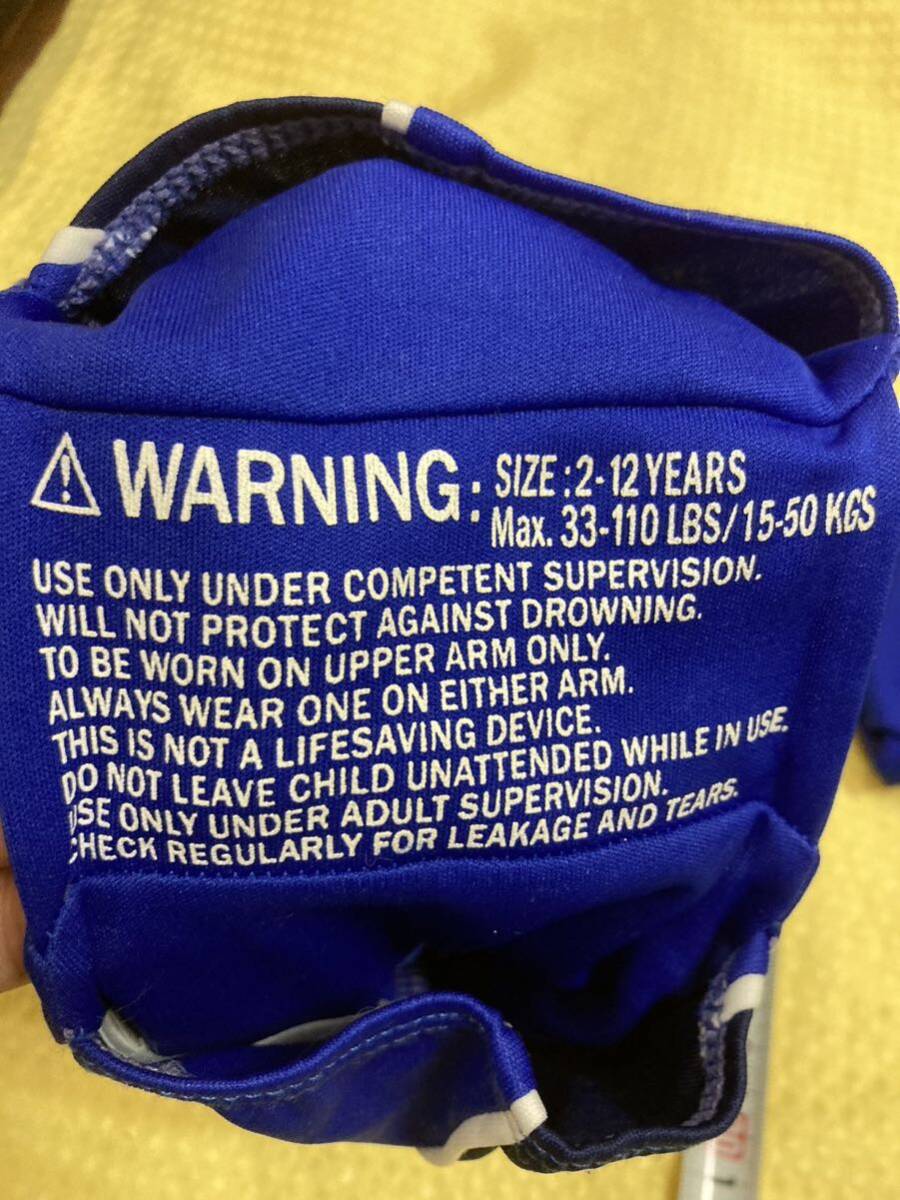 WARNING: SIZE:2-12 YEARS
Max. 33-110 LBS/15-50 KGS
USE ONLY UNDER COMPETENT SUPERVISION.
WILL NOT PROTECT AGAINST DROWNING.
TO BE WORN ON UPPER ARM ONLY.
ALWAYS WEAR ONE ON EITHER ARM.
THIS IS NOT A LIFESAVING DEVICE.
DO NOT LEAVE CHILD UNATTENDED WHILE IN USE.
USE ONLY UNDER ADULT SUPERVISION.
CHECK REGULARLY FOR LEAKAGE AND TEARS.